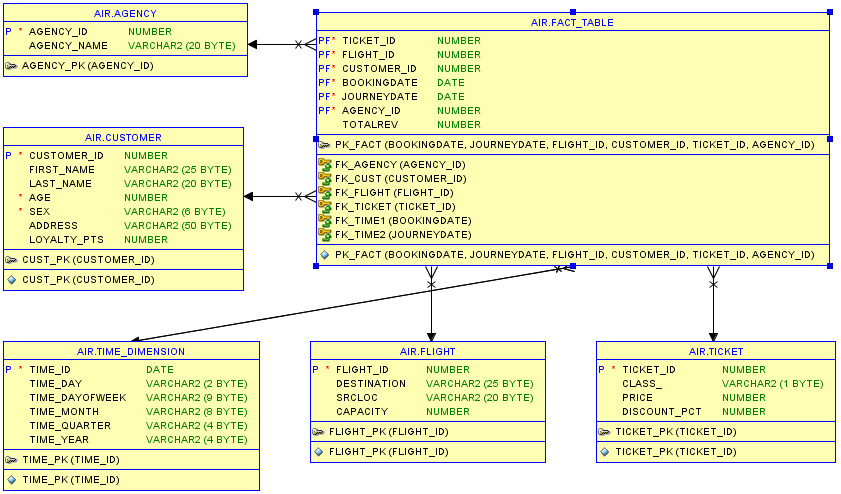 AIR.AGENCY
P * AGENCY_ID NUMBER
AGENCY_NAME VARCHAR2 (20 BYTE)
AGENCY_PK (AGENCY_ID)
AIR.FACT_TABLE
PF* TICKET_ID NUMBER
PF* FLIGHT_ID NUMBER
PF* CUSTOMER_ID NUMBER
PF* BOOKINGDATE DATE
PF* JOURNEYDATE DATE
PF* AGENCY_ID NUMBER
TOTALREV NUMBER
PK_FACT (BOOKINGDATE, JOURNEYDATE, FLIGHT_ID, CUSTOMER_ID, TICKET_ID, AGENCY_ID)
FK_AGENCY (AGENCY_ID)
FK_CUST (CUSTOMER_ID)
FK_FLIGHT (FLIGHT_ID)
FK_TICKET (TICKET_ID)
FK_TIME1 (BOOKINGDATE)
FK_TIME2 (JOURNEYDATE)
PK_FACT (BOOKINGDATE, JOURNEYDATE, FLIGHT_ID, CUSTOMER_ID, TICKET_ID, AGENCY_ID)
AIR.CUSTOMER
P * CUSTOMER_ID NUMBER
FIRST_NAME VARCHAR2 (25 BYTE)
LAST_NAME VARCHAR2 (20 BYTE)
* AGE NUMBER
* SEX VARCHAR2 (6 BYTE)
ADDRESS VARCHAR2 (50 BYTE)
LOYALTY_PTS NUMBER
CUST_PK (CUSTOMER_ID)
CUST_PK (CUSTOMER_ID)
AIR.TIME_DIMENSION
P * TIME_ID DATE
TIME_DAY VARCHAR2 (2 BYTE)
TIME_DAYOFWEEK VARCHAR2 (9 BYTE)
TIME_MONTH VARCHAR2 (8 BYTE)
TIME_QUARTER VARCHAR2 (4 BYTE)
TIME_YEAR VARCHAR2 (4 BYTE)
TIME_PK (TIME_ID)
TIME_PK (TIME_ID)
AIR.FLIGHT
P * FLIGHT_ID NUMBER
DESTINATION VARCHAR2 (25 BYTE)
SRCLOC VARCHAR2 (20 BYTE)
CAPACITY NUMBER
FLIGHT_PK (FLIGHT_ID)
FLIGHT_PK (FLIGHT_ID)
AIR.TICKET
P * TICKET_ID NUMBER
CLASS_ VARCHAR2 (1 BYTE)
PRICE NUMBER
DISCOUNT_PCT NUMBER
TICKET_PK (TICKET_ID)
TICKET_PK (TICKET_ID)